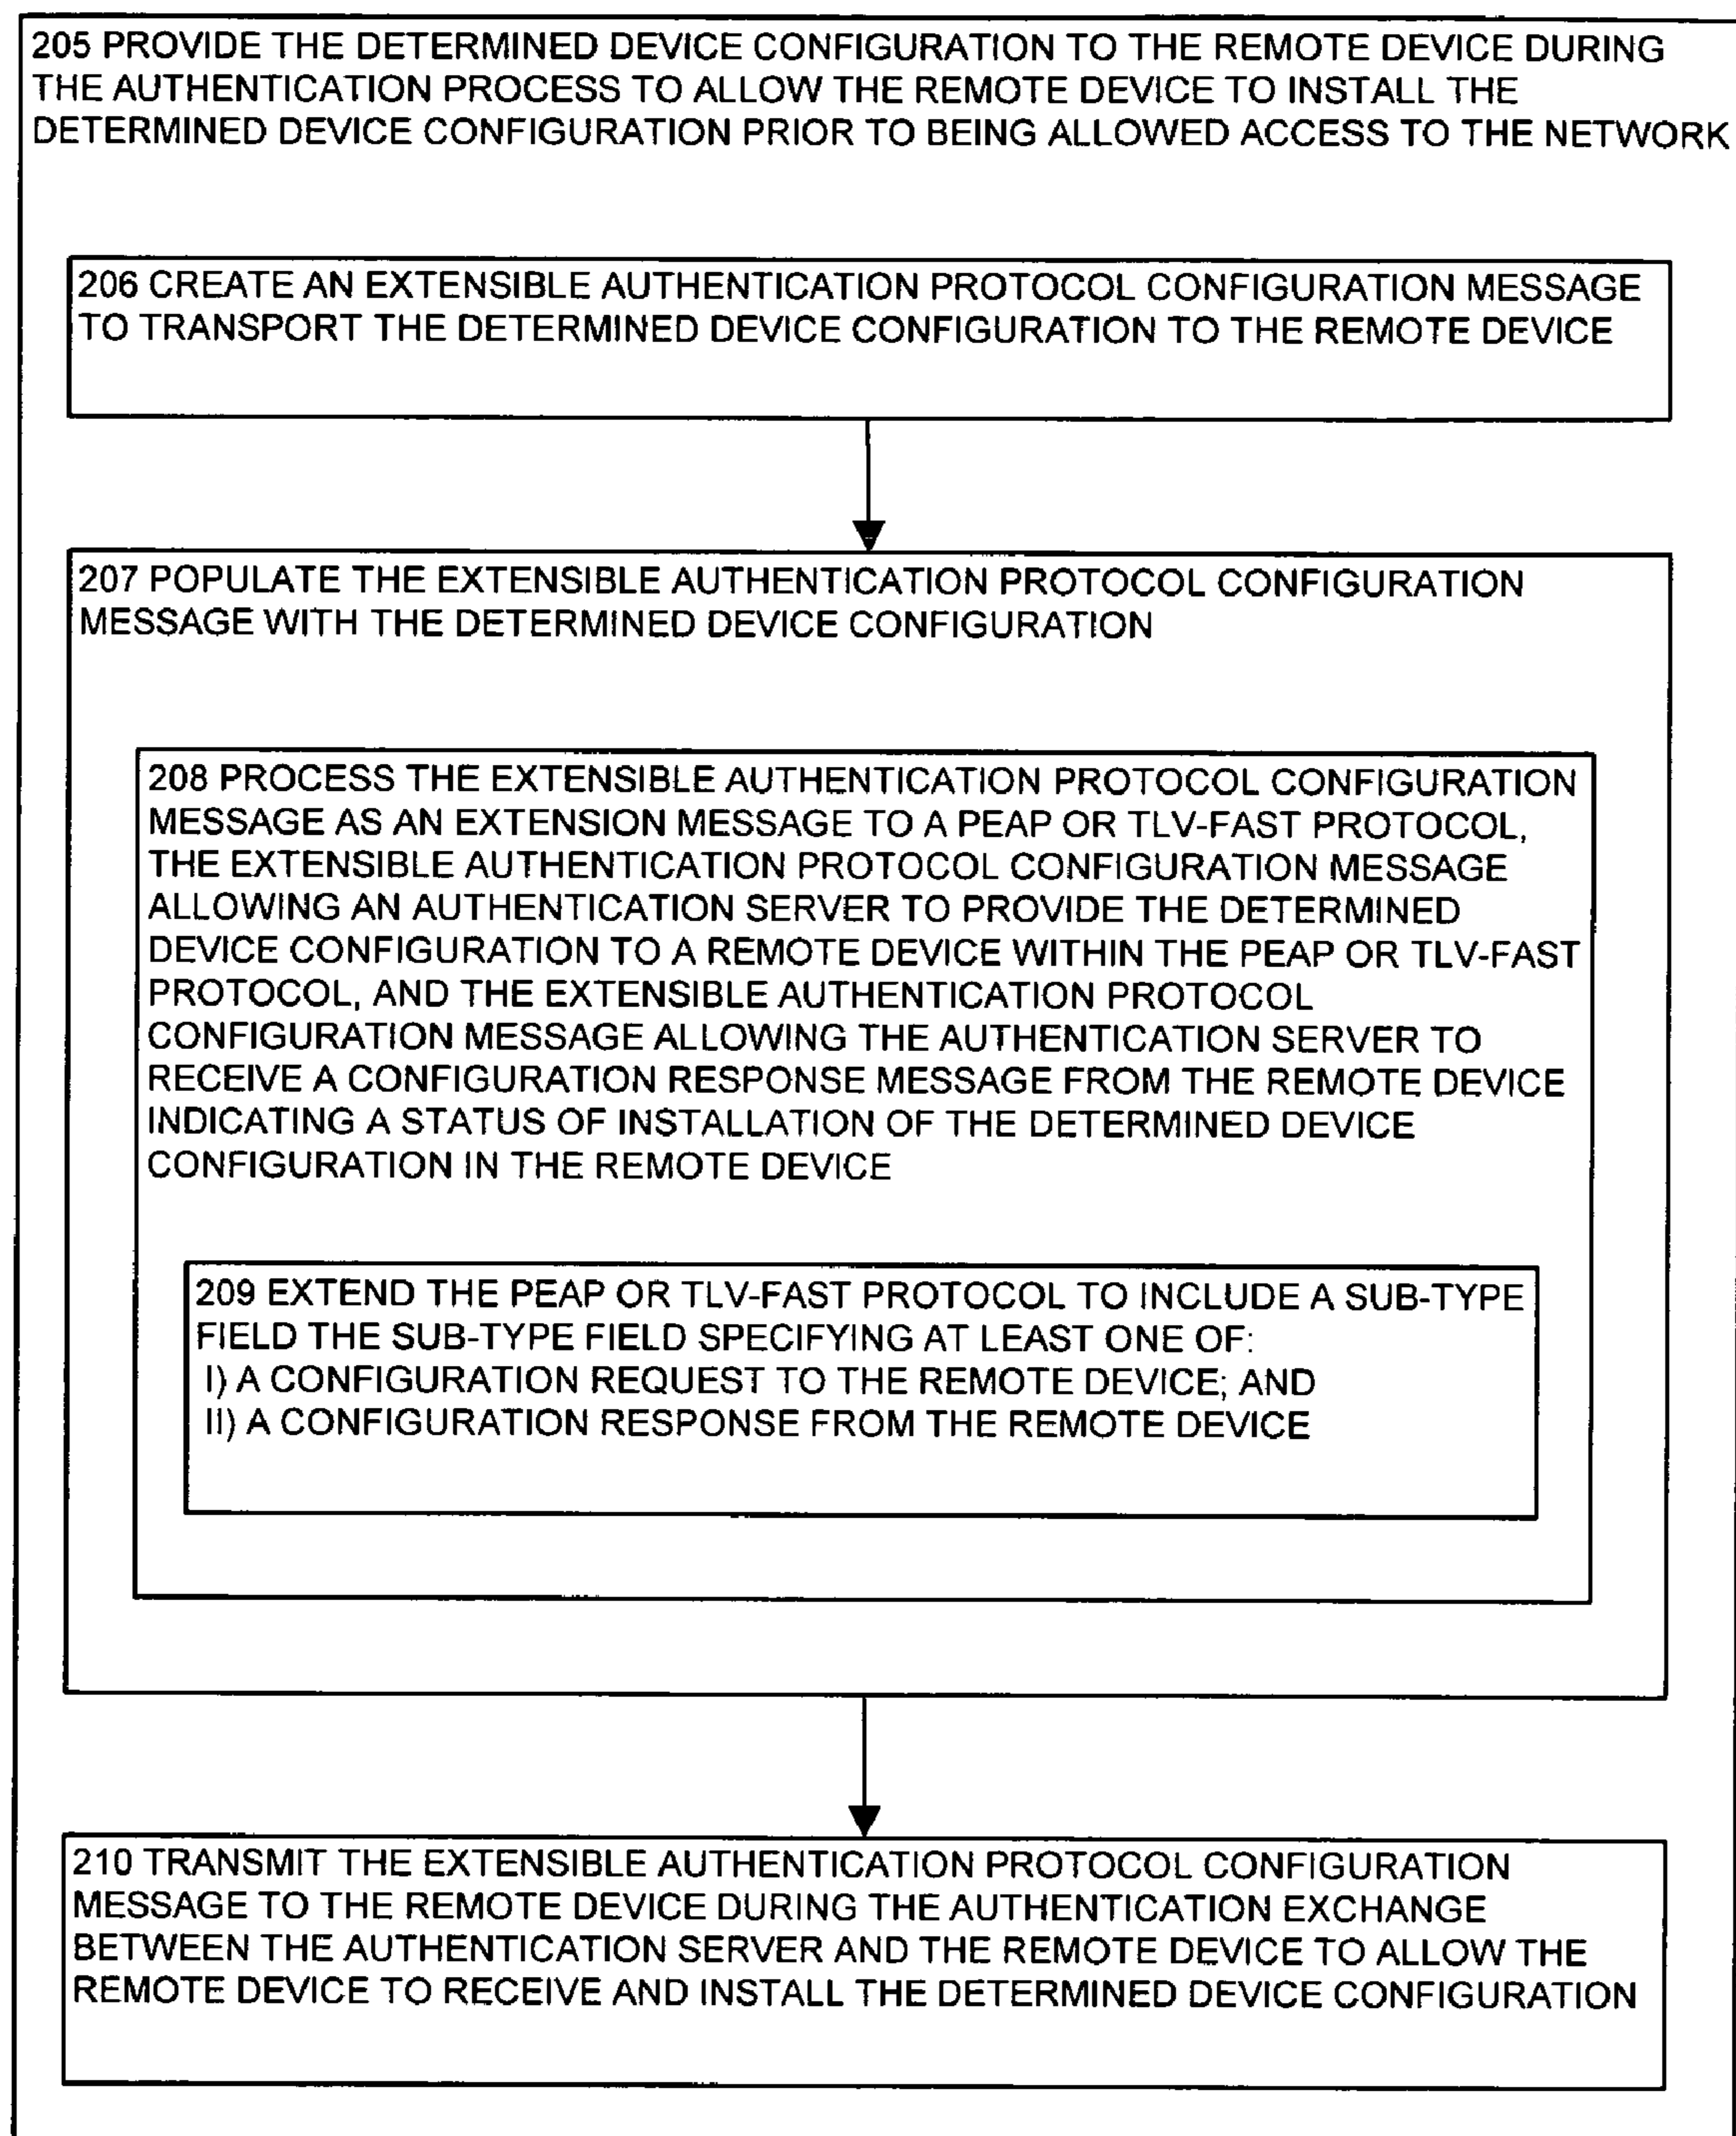 205 PROVIDE THE DETERMINED DEVICE CONFIGURATION TO THE REMOTE DEVICE DURING
THE AUTHENTICATION PROCESS TO ALLOW THE REMOTE DEVICE TO INSTALL THE
DETERMINED DEVICE CONFIGURATION PRIOR TO BEING ALLOWED ACCESS TO THE NETWORK
206 CREATE AN EXTENSIBLE AUTHENTICATION PROTOCOL CONFIGURATION MESSAGE
TO TRANSPORT THE DETERMINED DEVICE CONFIGURATION TO THE REMOTE DEVICE
207 POPULATE THE EXTENSIBLE AUTHENTICATION PROTOCOL CONFIGURATION
MESSAGE WITH THE DETERMINED DEVICE CONFIGURATION
208 PROCESS THE EXTENSIBLE AUTHENTICATION PROTOCOL CONFIGURATION
MESSAGE AS AN EXTENSION MESSAGE TO A PEAP OR TLV-FAST PROTOCOL,
THE EXTENSIBLE AUTHENTICATION PROTOCOL CONFIGURATION MESSAGE
ALLOWING AN AUTHENTICATION SERVER TO PROVIDE THE DETERMINED
DEVICE CONFIGURATION TO A REMOTE DEVICE WITHIN THE PEAP OR TLV-FAST
PROTOCOL, AND THE EXTENSIBLE AUTHENTICATION PROTOCOL
CONFIGURATION MESSAGE ALLOWING THE AUTHENTICATION SERVER TO
RECEIVE A CONFIGURATION RESPONSE MESSAGE FROM THE REMOTE DEVICE
INDICATING A STATUS OF INSTALLATION OF THE DETERMINED DEVICE
CONFIGURATION IN THE REMOTE DEVICE
209 EXTEND THE PEAP OR TLV-FAST PROTOCOL TO INCLUDE A SUB-TYPE
FIELD THE SUB-TYPE FIELD SPECIFYING AT LEAST ONE OF:
I) A CONFIGURATION REQUEST TO THE REMOTE DEVICE; AND
II) A CONFIGURATION RESPONSE FROM THE REMOTE DEVICE
210 TRANSMIT THE EXTENSIBLE AUTHENTICATION PROTOCOL CONFIGURATION
MESSAGE TO THE REMOTE DEVICE DURING THE AUTHENTICATION EXCHANGE
BETWEEN THE AUTHENTICATION SERVER AND THE REMOTE DEVICE TO ALLOW THE
REMOTE DEVICE TO RECEIVE AND INSTALL THE DETERMINED DEVICE CONFIGURATION